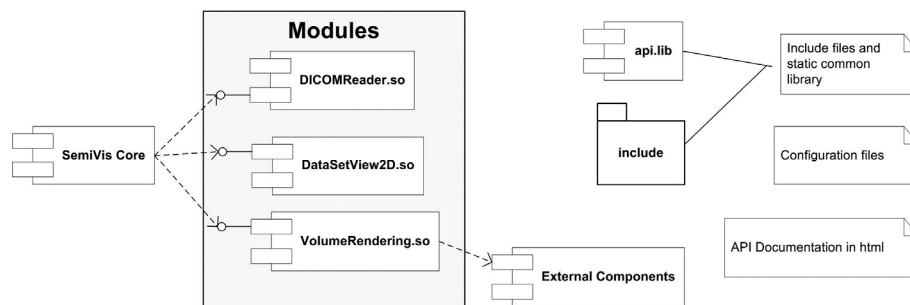 Modules
DICOMReader.so
SemiVis Core
DataSetView2D.so
VolumeRendering.so
External Components
api.lib
include
Include files and
static common
library
Configuration files
API Documentation in html